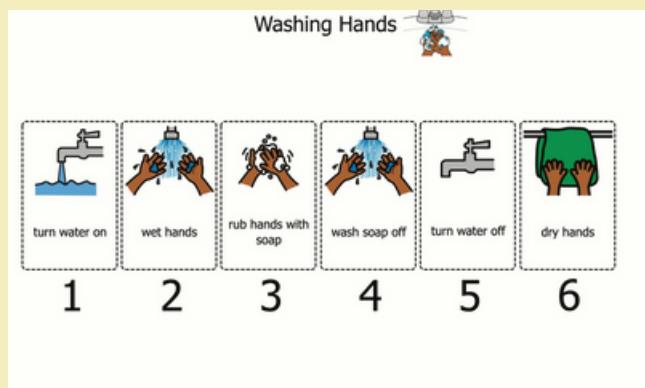 Washing Hands
turn water on
wet hands
rub hands with
soap
wash soap off
turn water off
dry hands
1 2 3 4 5 6